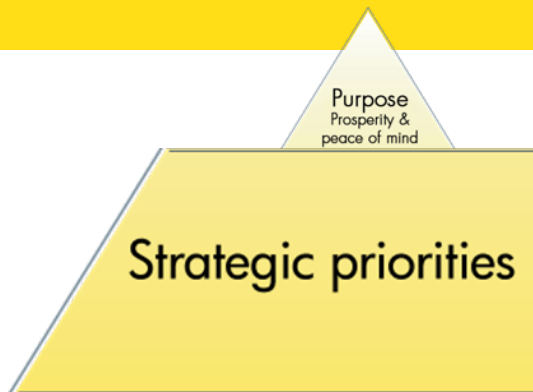 Purpose
Prosperity &
peace of mind
Strategic priorities